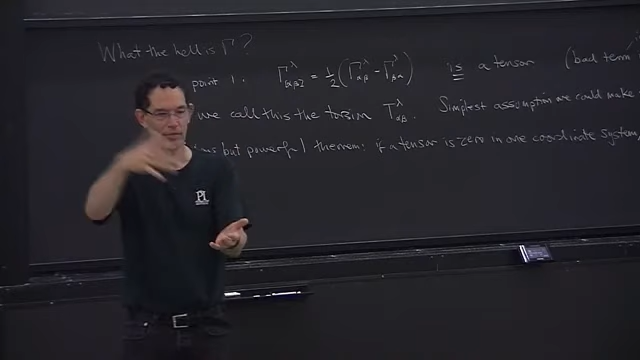 What the hell is Γ?
point 1: Γ^λ_[αβ] = 1/2 (Γ^λ_αβ - Γ^λ_βα) is a tensor (bad term
we call this the torsion T^λ_αβ. Simplest assumption we could make
but powerful theorem: if a tensor is zero in one coordinate system,
PI